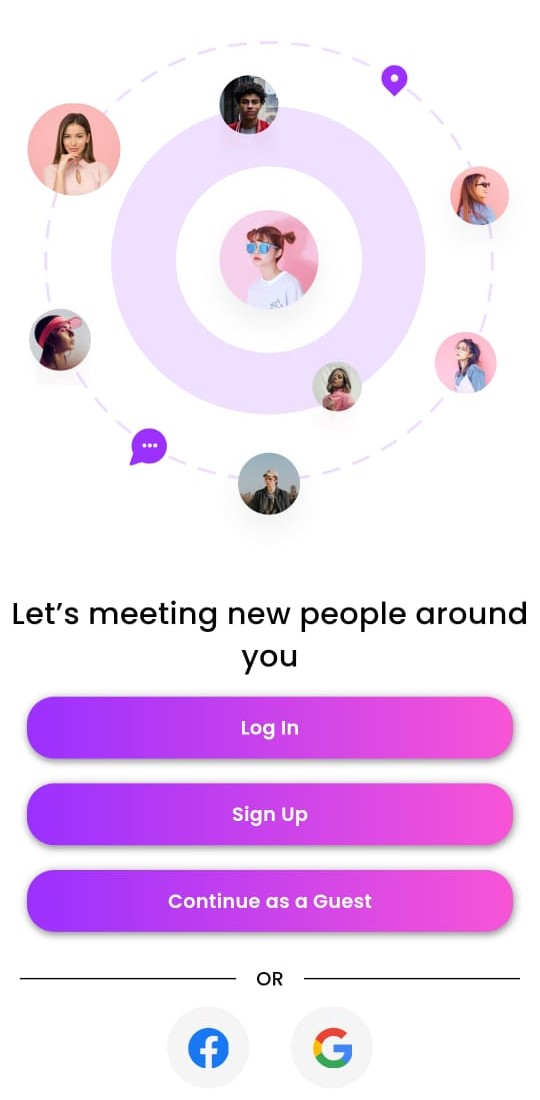 Let’s meeting new people around
you
Log In
Sign Up
Continue as a Guest
OR